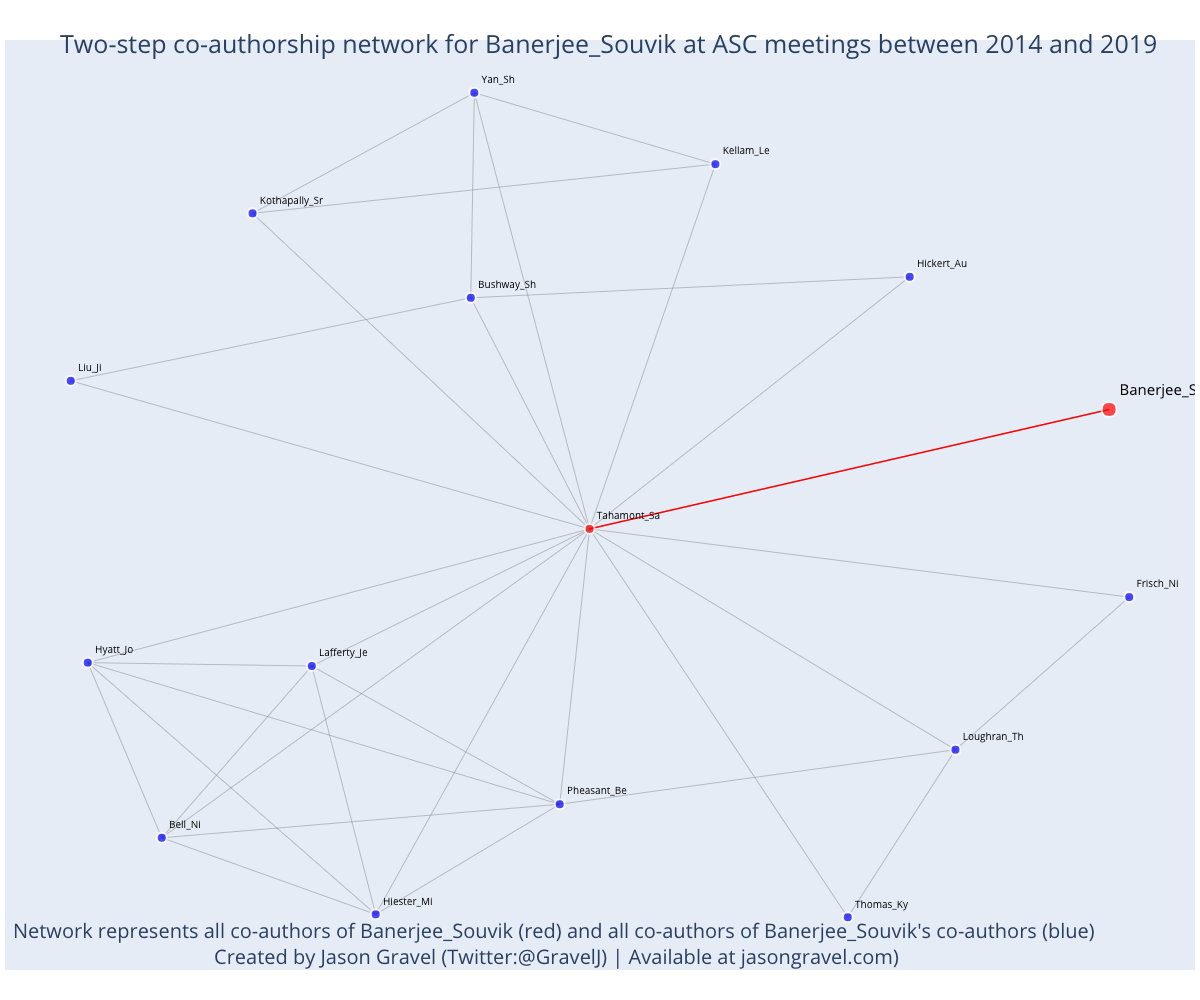 Two-step co-authorship network for Banerjee_Souvik at ASC meetings between 2014 and 2019
Yan_Sh
Kellam_Le
Kothapally_Sr
Hickert_Au
Bushway_Sh
Liu_Ji
Banerjee_S
Tahamont_Sa
Frisch_Ni
Hyatt_Jo
Lafferty_Je
Loughran_Th
Pheasant_Be
Bell_Ni
Hiester_Mi
Thomas_Ky
Network represents all co-authors of Banerjee_Souvik (red) and all co-authors of Banerjee_Souvik's co-authors (blue)
Created by Jason Gravel (Twitter:@GravelJ) | Available at jasongravel.com)